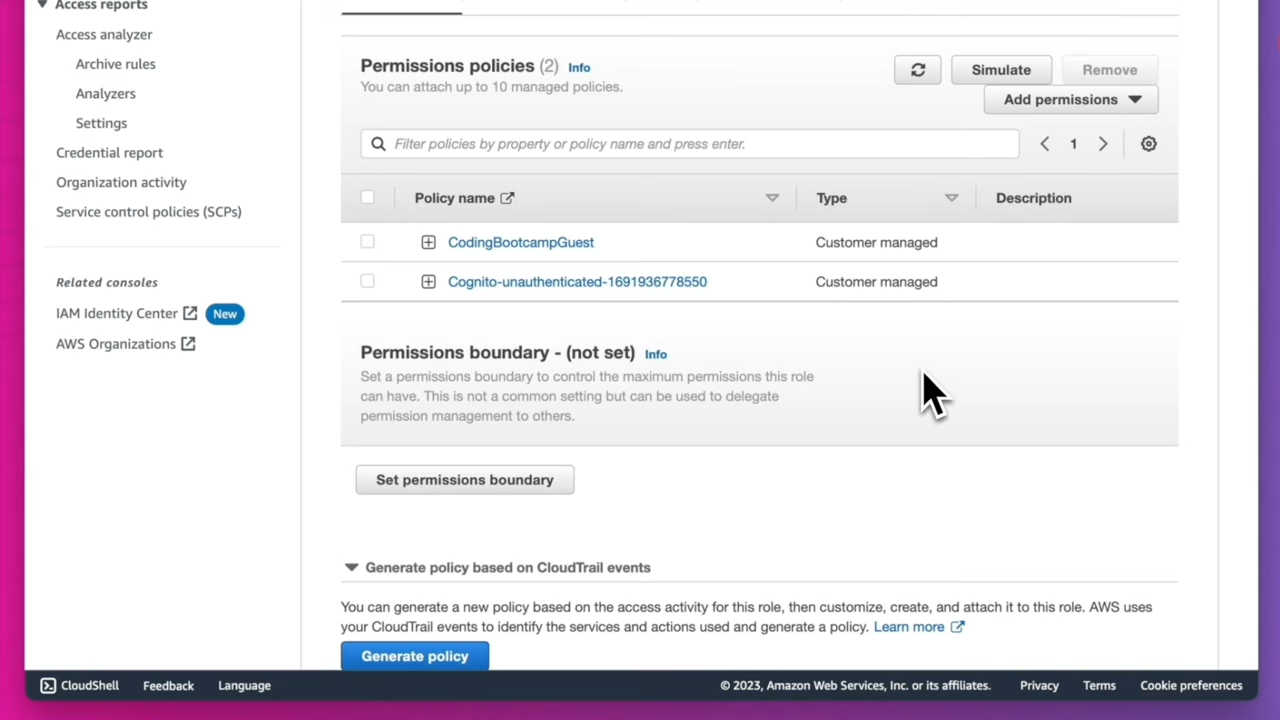 Access reports
Access analyzer
Archive rules
Analyzers
Settings
Credential report
Organization activity
Service control policies (SCPs)
Related consoles
IAM Identity Center New
AWS Organizations
Permissions policies (2) Info
You can attach up to 10 managed policies.
Simulate Remove
Add permissions
Filter policies by property or policy name and press enter.
1
Policy name Type Description
CodingBootcampGuest Customer managed
Cognito-unauthenticated-1691936778550 Customer managed
Permissions boundary - (not set) Info
Set a permissions boundary to control the maximum permissions this role
can have. This is not a common setting but can be used to delegate
permission management to others.
Set permissions boundary
Generate policy based on CloudTrail events
You can generate a new policy based on the access activity for this role, then customize, create, and attach it to this role. AWS uses
your CloudTrail events to identify the services and actions used and generate a policy. Learn more
Generate policy
CloudShell Feedback Language © 2023, Amazon Web Services, Inc. or its affiliates. Privacy Terms Cookie preferences